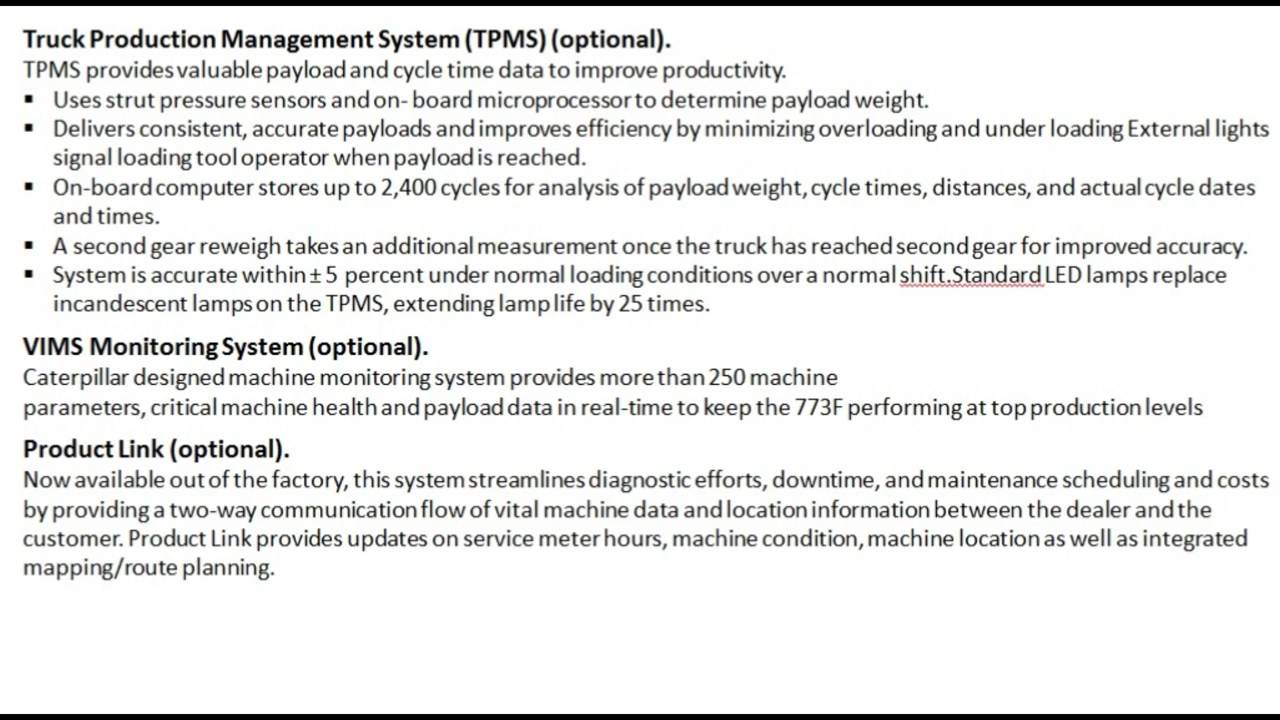 Truck Production Management System (TPMS) (optional).
TPMS provides valuable payload and cycle time data to improve productivity.
▪ Uses strut pressure sensors and on- board microprocessor to determine payload weight.
▪ Delivers consistent, accurate payloads and improves efficiency by minimizing overloading and under loading External lights
signal loading tool operator when payload is reached.
▪ On-board computer stores up to 2,400 cycles for analysis of payload weight, cycle times, distances, and actual cycle dates
and times.
▪ A second gear reweigh takes an additional measurement once the truck has reached second gear for improved accuracy.
▪ System is accurate within ± 5 percent under normal loading conditions over a normal shift.Standard LED lamps replace
incandescent lamps on the TPMS, extending lamp life by 25 times.
VIMS Monitoring System (optional).
Caterpillar designed machine monitoring system provides more than 250 machine
parameters, critical machine health and payload data in real-time to keep the 773F performing at top production levels
Product Link (optional).
Now available out of the factory, this system streamlines diagnostic efforts, downtime, and maintenance scheduling and costs
by providing a two-way communication flow of vital machine data and location information between the dealer and the
customer. Product Link provides updates on service meter hours, machine condition, machine location as well as integrated
mapping/route planning.